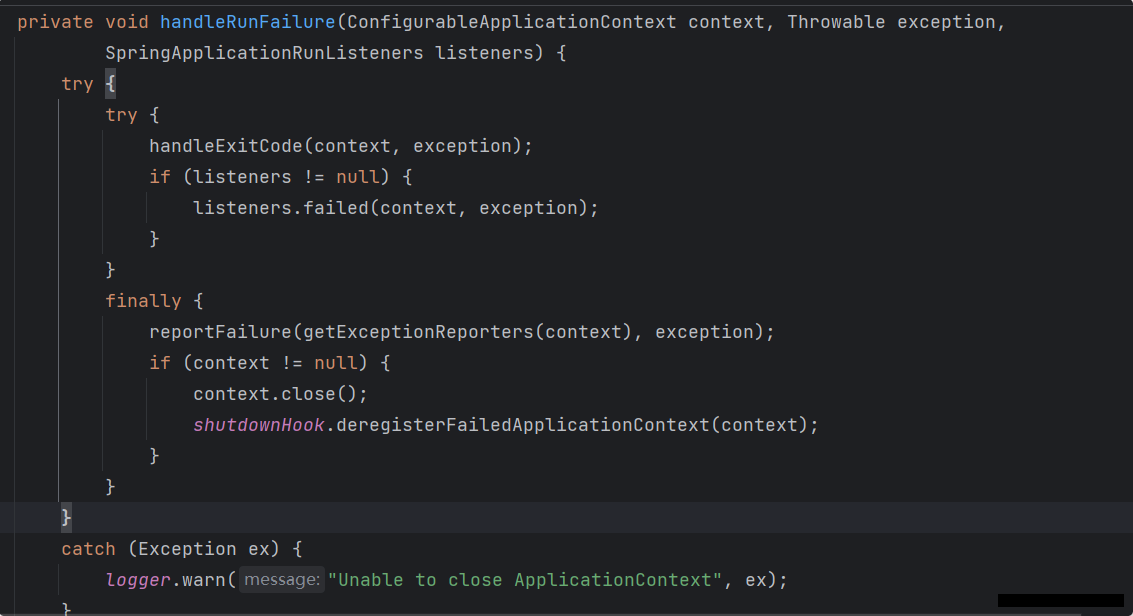 private void handleRunFailure(ConfigurableApplicationContext context, Throwable exception,
        SpringApplicationRunListeners listeners) {
    try {
        try {
            handleExitCode(context, exception);
            if (listeners != null) {
                listeners.failed(context, exception);
            }
        }
        finally {
            reportFailure(getExceptionReporters(context), exception);
            if (context != null) {
                context.close();
                shutdownHook.deregisterFailedApplicationContext(context);
            }
        }
    }
    catch (Exception ex) {
        logger.warn( message: "Unable to close ApplicationContext", ex);
    }